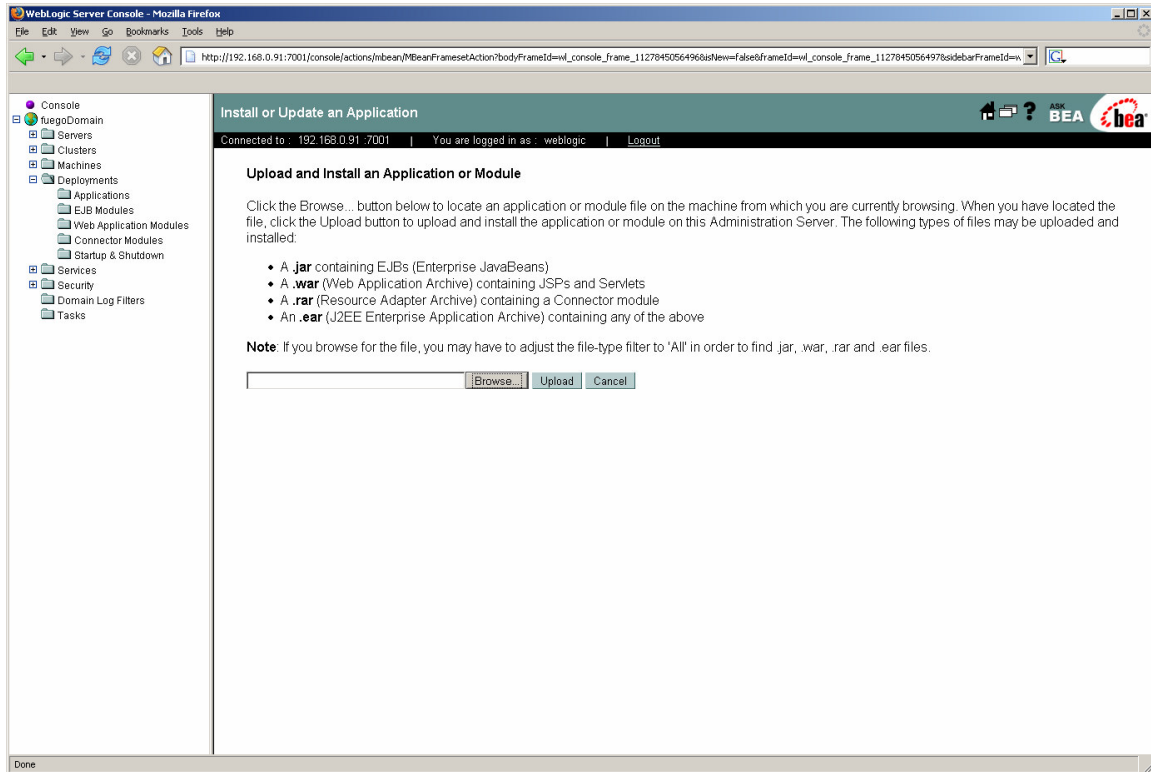 WebLogic Server Console - Mozilla Firefox
File Edit View Go Bookmarks Tools Help
http://192.168.0.91:7001/console/actions/mbean/MBeanFramesetAction?bodyFrameId=wl_console_frame_1127845056496&isNew=false&frameId=wl_console_frame_1127845056497&sidebarFrameId=w
Console
fuegoDomain
Servers
Clusters
Machines
Deployments
Applications
EJB Modules
Web Application Modules
Connector Modules
Startup & Shutdown
Services
Security
Domain Log Filters
Tasks
Install or Update an Application
? ASK BEA bea
Connected to : 192.168.0.91 :7001 | You are logged in as : weblogic | Logout
Upload and Install an Application or Module
Click the Browse... button below to locate an application or module file on the machine from which you are currently browsing. When you have located the
file, click the Upload button to upload and install the application or module on this Administration Server. The following types of files may be uploaded and
installed:
• A .jar containing EJBs (Enterprise JavaBeans)
• A .war (Web Application Archive) containing JSPs and Servlets
• A .rar (Resource Adapter Archive) containing a Connector module
• An .ear (J2EE Enterprise Application Archive) containing any of the above
Note: If you browse for the file, you may have to adjust the file-type filter to 'All' in order to find .jar, .war, .rar and .ear files.
Browse... Upload Cancel
Done